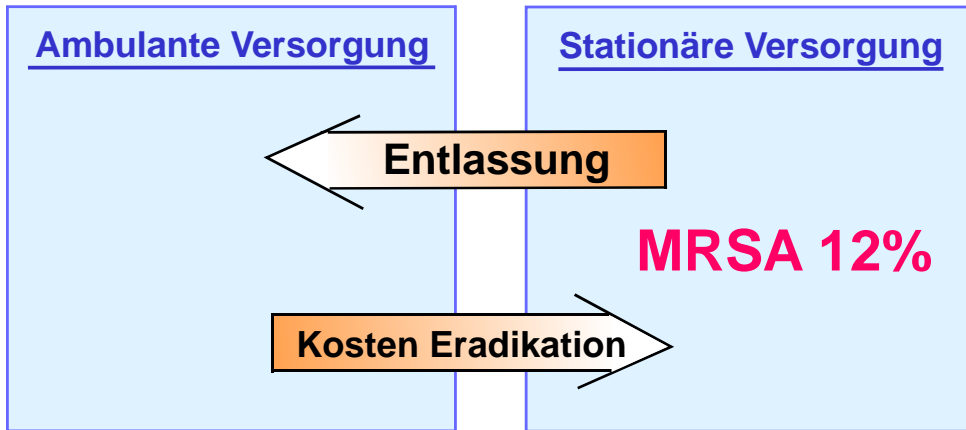 Ambulante Versorgung
Stationäre Versorgung
Entlassung
MRSA 12%
Kosten Eradikation